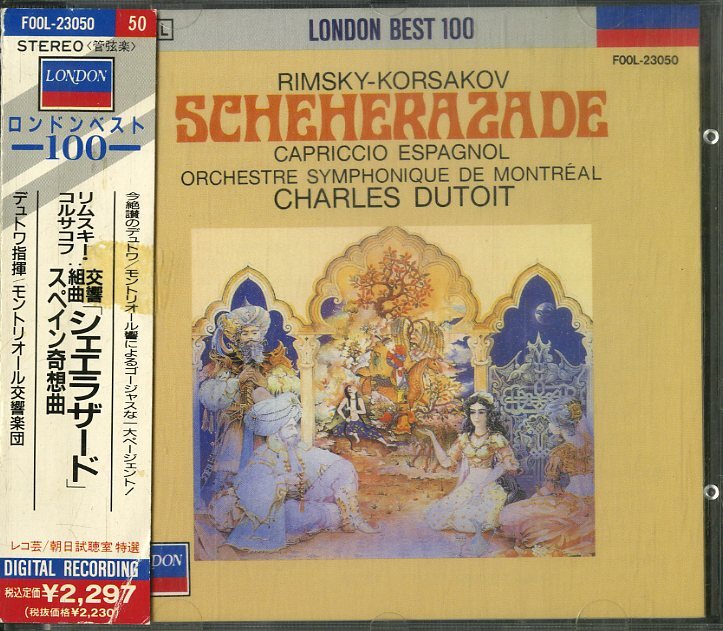 FOOL-23050
50
STEREO〈管弦楽〉
LONDON
ロンドンベスト
100
今絶讃のデュトワ/モントリオール響によるゴージャスな一大ページェント!
リムスキー=
コルサコフ:
交響
組曲
「シェエラザード」
スペイン奇想曲
デュトワ指揮/モントリオール交響楽団
レコ芸/朝日試聴室 特選
DIGITAL RECORDING
税込定価=¥2,297
(税抜価格¥2,230)
L
LONDON BEST 100
FOOL-23050
RIMSKY-KORSAKOV
SCHEHERAZADE
CAPRICCIO ESPAGNOL
ORCHESTRE SYMPHONIQUE DE MONTRÉAL
CHARLES DUTOIT
NDON